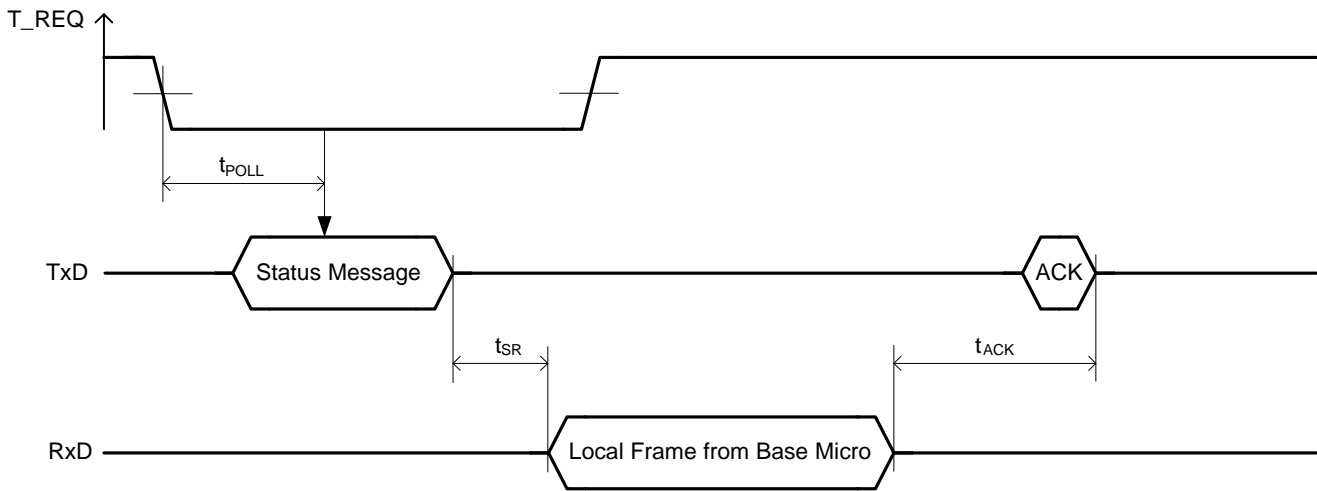 T_REQ
tPOLL
TxD
Status Message
ACK
tSR
tACK
RxD
Local Frame from Base Micro